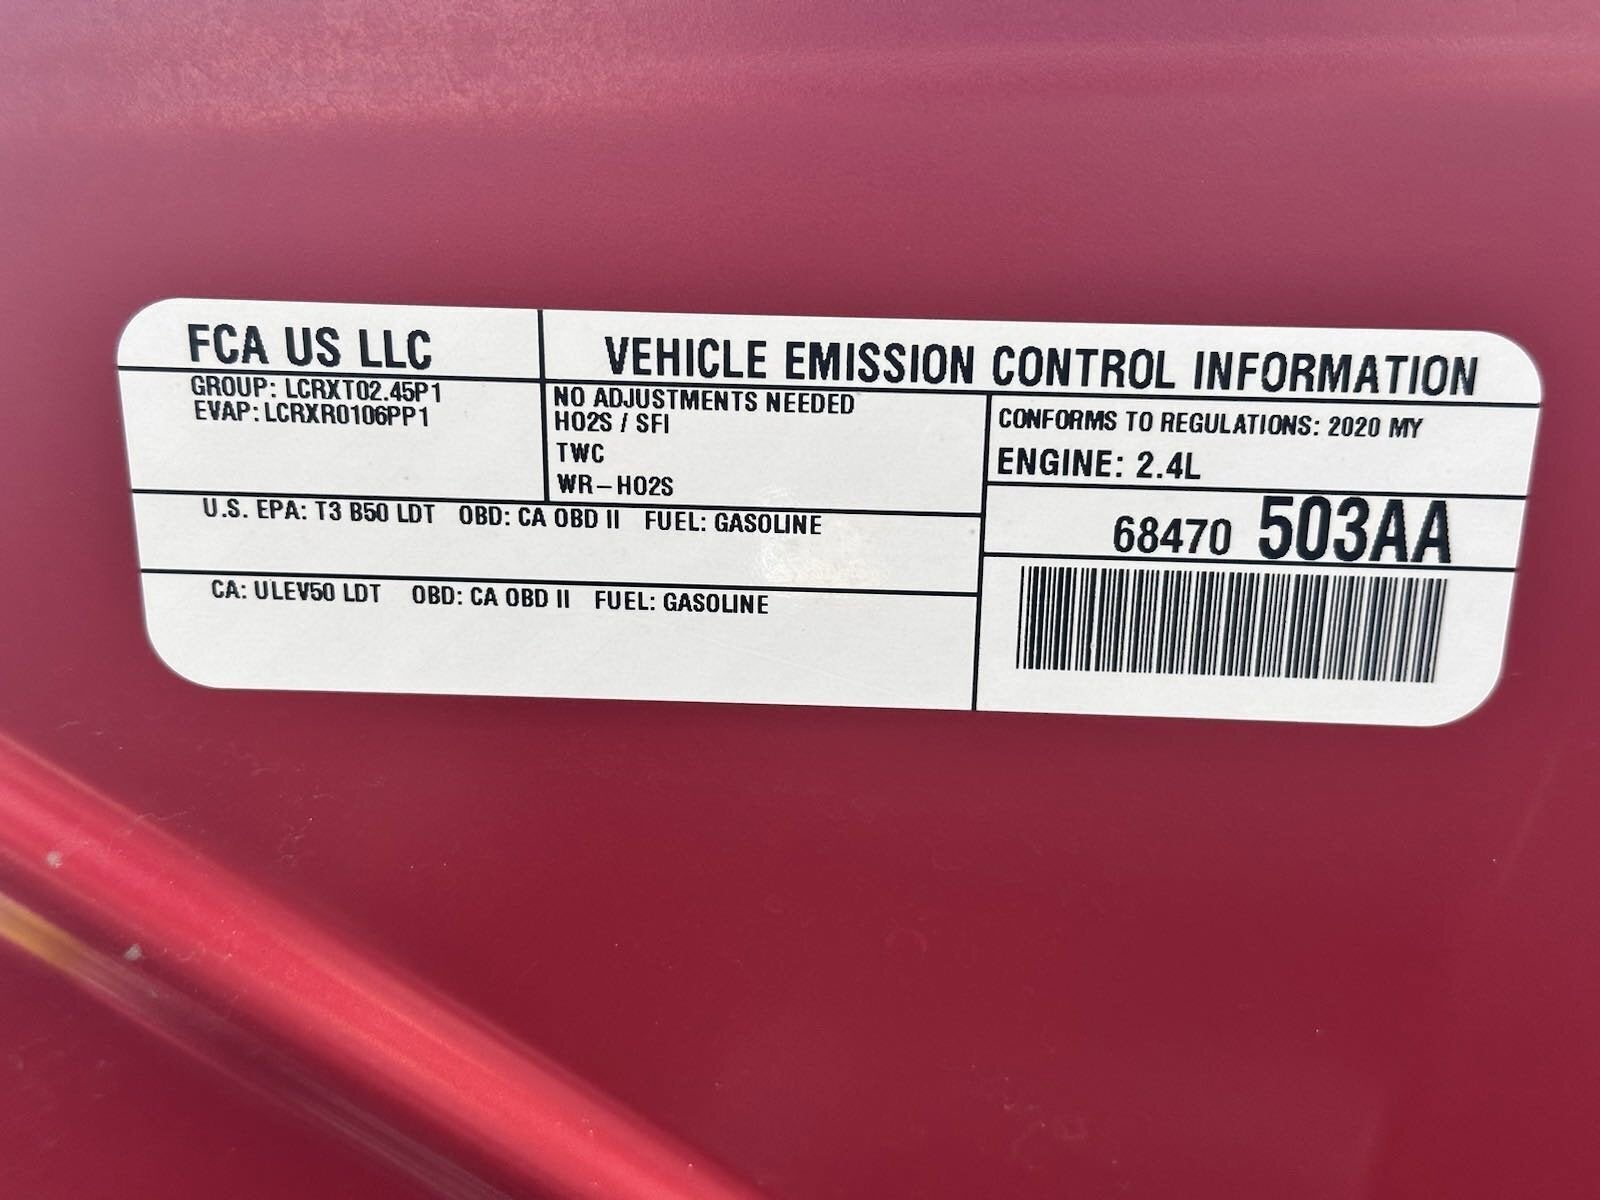 FCA US LLC
VEHICLE EMISSION CONTROL INFORMATION
GROUP: LCRXT02.45P1
EVAP: LCRXR0106PP1
NO ADJUSTMENTS NEEDED
HO2S / SFI
TWC
WR-HO2S
CONFORMS TO REGULATIONS: 2020 MY
ENGINE: 2.4L
U.S. EPA: T3 B50 LDT OBD: CA OBD II FUEL: GASOLINE
68470 503AA
CA: ULEV50 LDT OBD: CA OBD II FUEL: GASOLINE